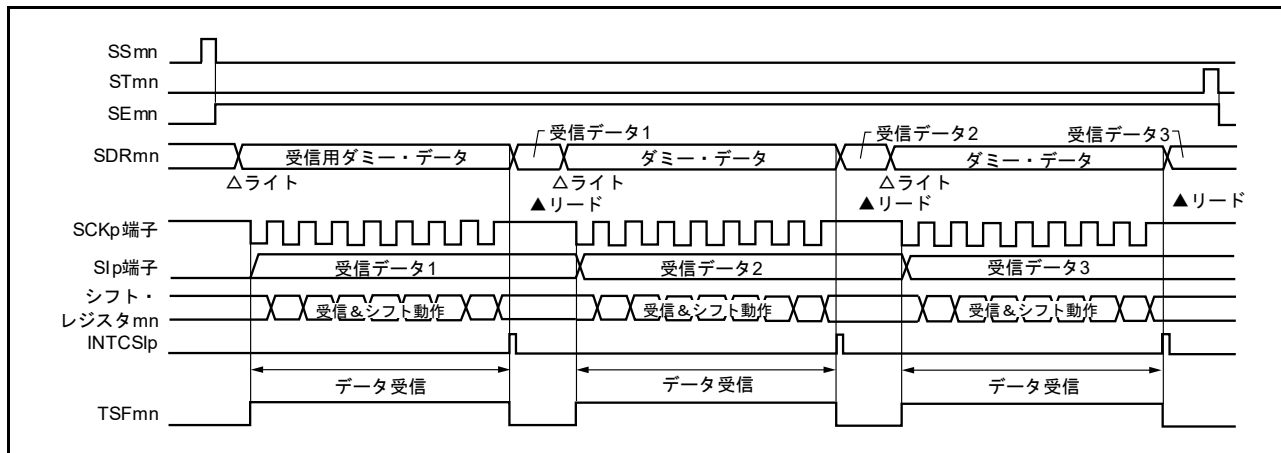 SSmn
STmn
SEmn
受信データ1 受信データ2 受信データ3
SDRmn 受信用ダミー・データ ダミー・データ ダミー・データ
△ライト △ライト △ライト
▲リード ▲リード ▲リード
SCKp端子
SIp端子 受信データ1 受信データ2 受信データ3
シフト・
レジスタmn 受信&シフト動作 受信&シフト動作 受信&シフト動作
INTCSIp
データ受信 データ受信 データ受信
TSFmn